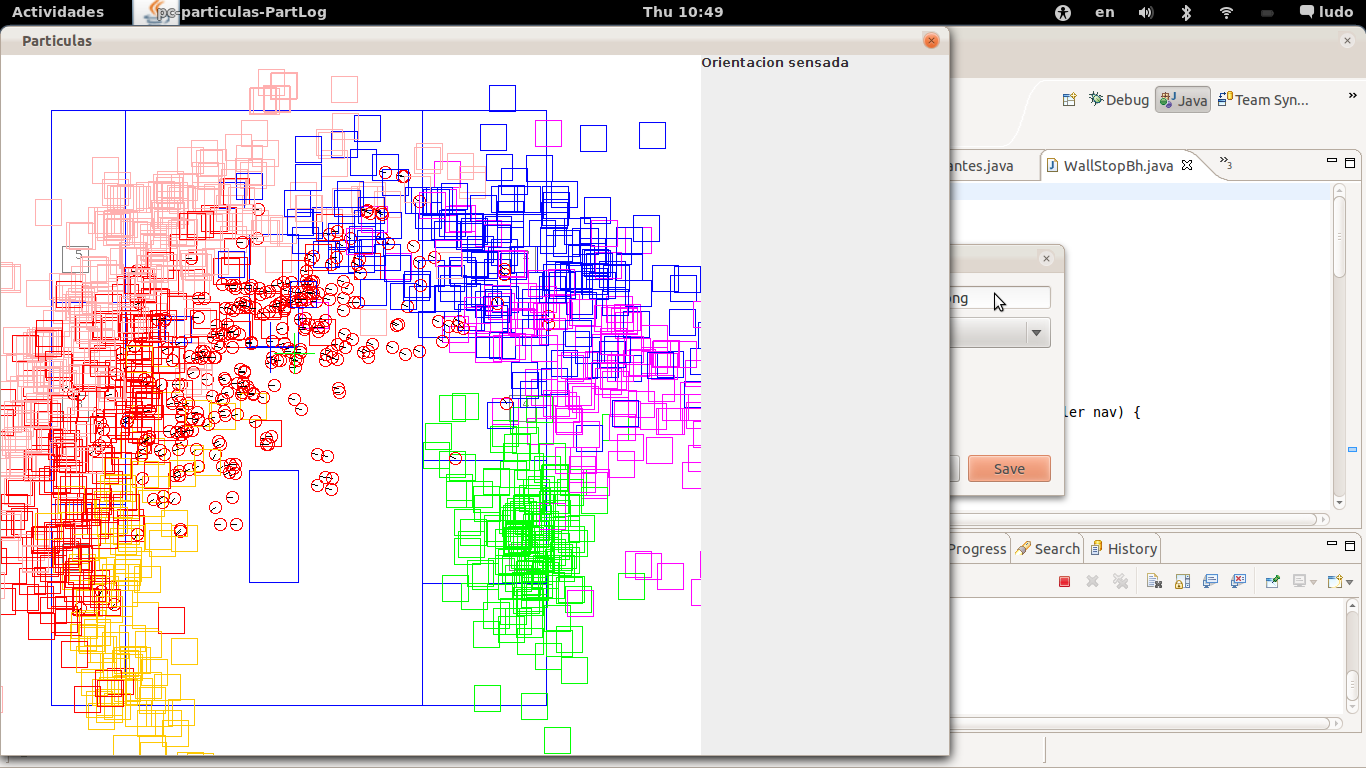 Actividades
pc-particulas-PartLog
Thu 10:49
en
ludo
Particulas
Orientacion sensada
5
Debug
Java
Team Syn...
»
antes.java
WallStopBh.java
»3
ong
ler nav) {
Save
Progress
Search
History